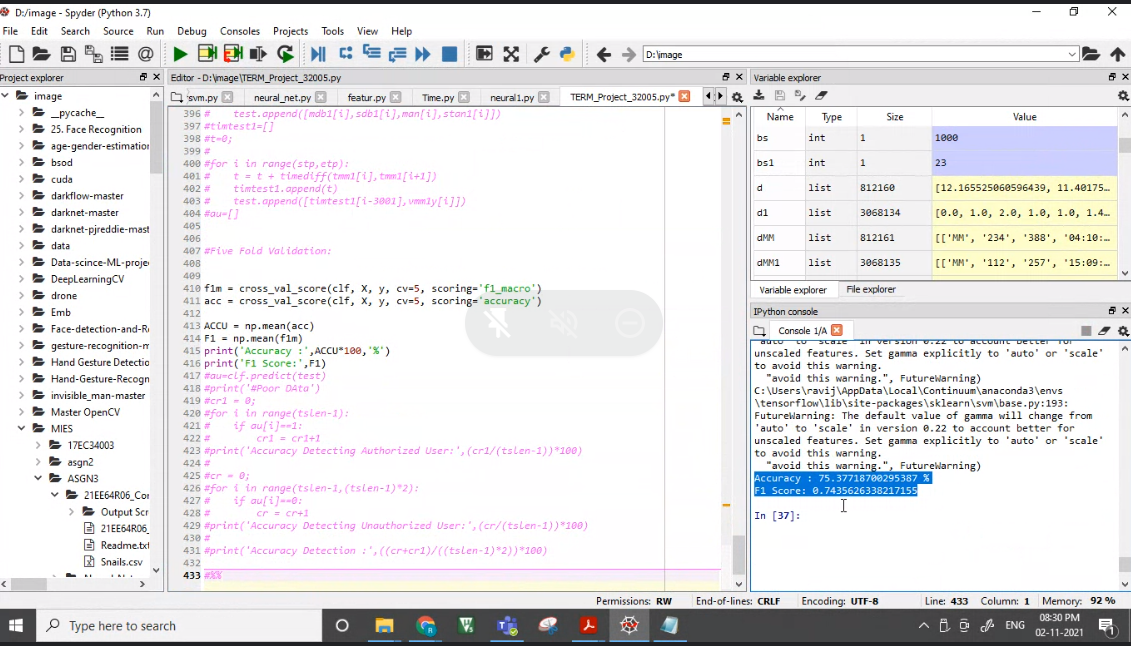 D:/image - Spyder (Python 3.7)
File Edit Search Source Run Debug Consoles Projects Tools View Help
D:\image
Project explorer
image
__pycache__
25. Face Recognition
age-gender-estimation
bsod
cuda
darkflow-master
darknet-master
darknet-pjreddie-mast
data
Data-scince-ML-projec
DeepLearningCV
drone
Emb
Face-detection-and-R
gesture-recognition-m
Hand Gesture Detectio
Hand-Gesture-Recogn
invisible_man-master
Master OpenCV
MIES
17EC34003
asgn2
ASGN3
21EE64R06_Cor
Output Scr
21EE64R06_
Readme.txt
Snails.csv
Editor - D:\image\TERM_Project_32005.py
svm.py neural_net.py featur.py Time.py neural1.py TERM_Project_32005.py*
396 # test.append([mdb1[i],sdb1[i],man[i],stan1[i]])
397 #timtest1=[]
398 #t=0;
399 #
400 #for i in range(stp,etp):
401 # t = t + timediff(tmm1[i],tmm1[i+1])
402 # timtest1.append(t)
403 # test.append([timtest1[i-3001],vmm1y[i]])
404 #au=[]
405
406
407 #Five Fold Validation:
408
409
410 f1m = cross_val_score(clf, X, y, cv=5, scoring='f1_macro')
411 acc = cross_val_score(clf, X, y, cv=5, scoring='accuracy')
412
413 ACCU = np.mean(acc)
414 F1 = np.mean(f1m)
415 print('Accuracy :',ACCU*100,'%')
416 print('F1 Score:',F1)
417 #au=clf.predict(test)
418 #print('#Poor DAta')
419 #cr1 = 0;
420 #for i in range(tslen-1):
421 # if au[i]==1:
422 # cr1 = cr1+1
423 #print('Accuracy Detecting Authorized User:',(cr1/(tslen-1))*100)
424 #
425 #cr = 0;
426 #for i in range(tslen-1,(tslen-1)*2):
427 # if au[i]==0:
428 # cr = cr+1
429 #print('Accuracy Detecting Unauthorized User:',(cr/(tslen-1))*100)
430 #
431 #print('Accuracy Detection :',((cr+cr1)/((tslen-1)*2))*100)
432
433 #%%
Variable explorer
Name Type Size Value
bs int 1 1000
bs1 int 1 23
d list 812160 [12.165525060596439, 11.40175…
d1 list 3068134 [0.0, 1.0, 2.0, 1.0, 1.0, 1.4…
dMM list 812161 [['MM', '234', '388', '04:10:…
dMM1 list 3068135 [['MM', '112', '257', '15:09:…
Variable explorer File explorer
IPython console
Console 1/A
'auto' to 'scale' in version 0.22 to account better for
unscaled features. Set gamma explicitly to 'auto' or 'scale'
to avoid this warning.
"avoid this warning.", FutureWarning)
C:\Users\ravij\AppData\Local\Continuum\anaconda3\envs
\tensorflow\lib\site-packages\sklearn\svm\base.py:193:
FutureWarning: The default value of gamma will change from
'auto' to 'scale' in version 0.22 to account better for
unscaled features. Set gamma explicitly to 'auto' or 'scale'
to avoid this warning.
"avoid this warning.", FutureWarning)
Accuracy : 75.37718700295387 %
F1 Score: 0.7435626338217155
In [37]:
Permissions: RW End-of-lines: CRLF Encoding: UTF-8 Line: 433 Column: 1 Memory: 92 %
Type here to search
ENG
08:30 PM
02-11-2021
1